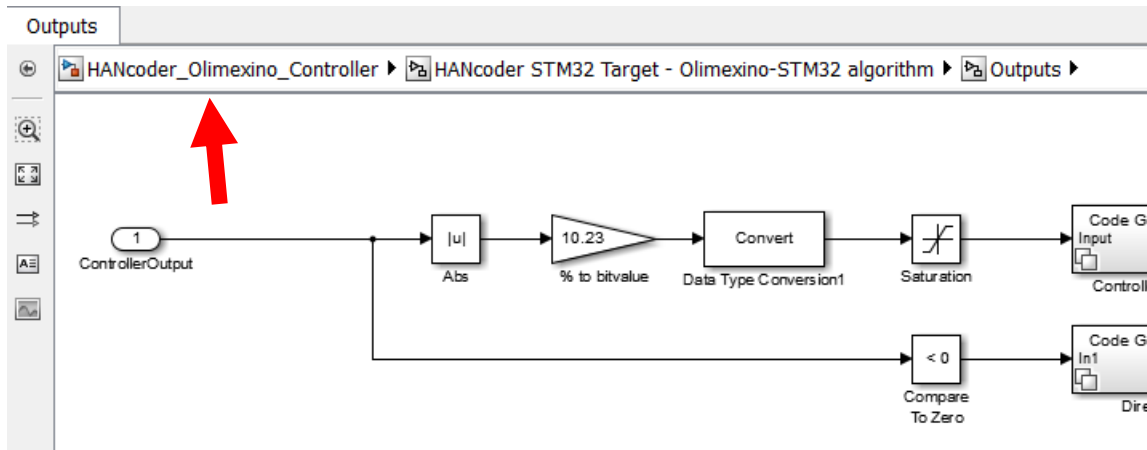 Outputs
HANcoder_Olimexino_Controller HANcoder STM32 Target - Olimexino-STM32 algorithm Outputs
1
ControllerOutput
|u|
Abs
10.23
% to bitvalue
Convert
Data Type Conversion1
Saturation
Code G
Input
Controll
< 0
Compare
To Zero
Code G
In1
Dire
A